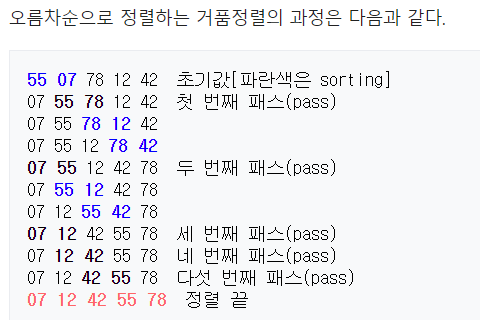 오름차순으로 정렬하는 거품정렬의 과정은 다음과 같다.
55 07 78 12 42 초기값[파란색은 sorting]
07 55 78 12 42 첫 번째 패스(pass)
07 55 78 12 42
07 55 12 78 42
07 55 12 42 78 두 번째 패스(pass)
07 55 12 42 78
07 12 55 42 78
07 12 42 55 78 세 번째 패스(pass)
07 12 42 55 78 네 번째 패스(pass)
07 12 42 55 78 다섯 번째 패스(pass)
07 12 42 55 78 정렬 끝